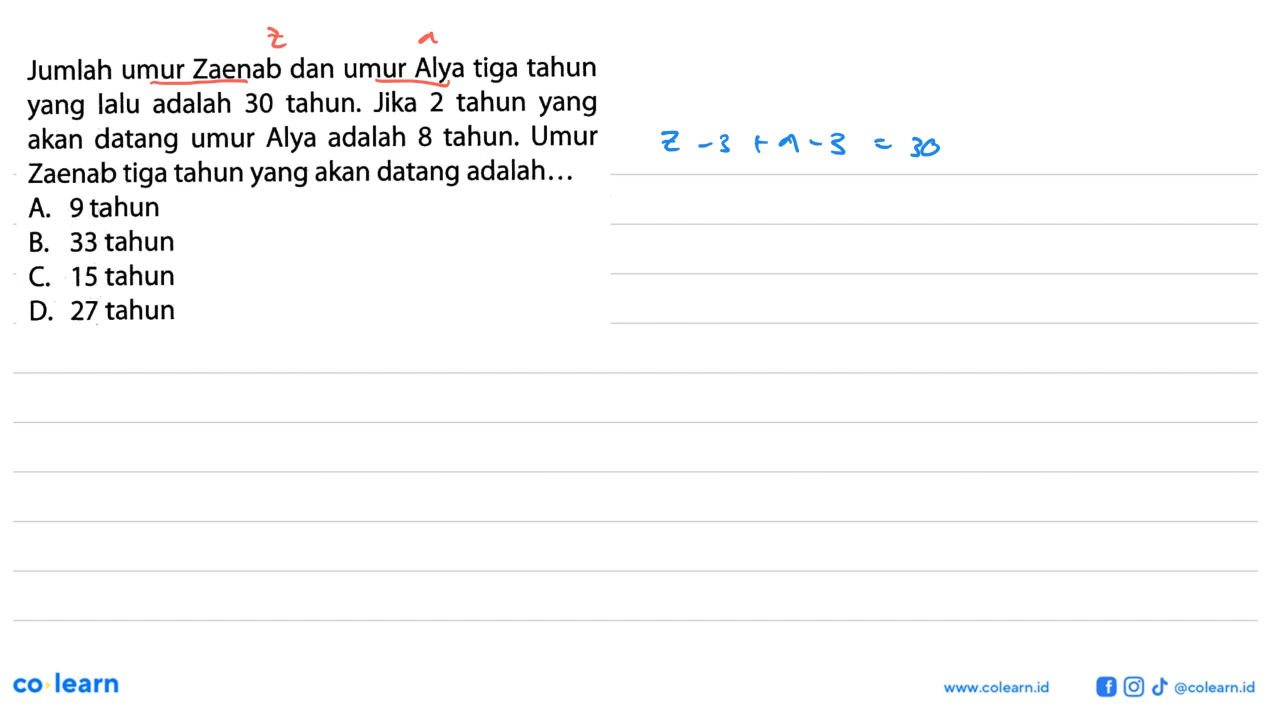 z a
Jumlah umur Zaenab dan umur Alya tiga tahun
yang lalu adalah 30 tahun. Jika 2 tahun yang
akan datang umur Alya adalah 8 tahun. Umur
Zaenab tiga tahun yang akan datang adalah...
A. 9 tahun
B. 33 tahun
C. 15 tahun
D. 27 tahun
z - 3 + a - 3 = 30
co learn
www.colearn.id @colearn.id